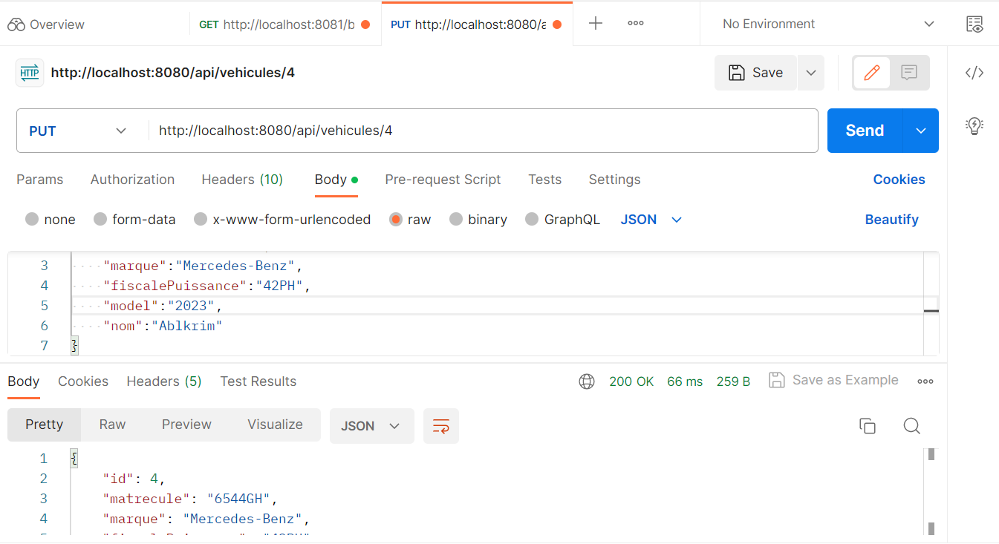 Overview
GET http://localhost:8081/b
PUT http://localhost:8080/a
No Environment
HTTP http://localhost:8080/api/vehicules/4
Save
PUT http://localhost:8080/api/vehicules/4
Send
Params Authorization Headers (10) Body Pre-request Script Tests Settings Cookies
none form-data x-www-form-urlencoded raw binary GraphQL JSON Beautify
3 "marque":"Mercedes-Benz",
4 "fiscalePuissance":"42PH",
5 "model":"2023",
6 "nom":"Ablkrim"
7 }
Body Cookies Headers (5) Test Results 200 OK 66 ms 259 B Save as Example
Pretty Raw Preview Visualize JSON
1 {
2 "id": 4,
3 "matrecule": "6544GH",
4 "marque": "Mercedes-Benz",